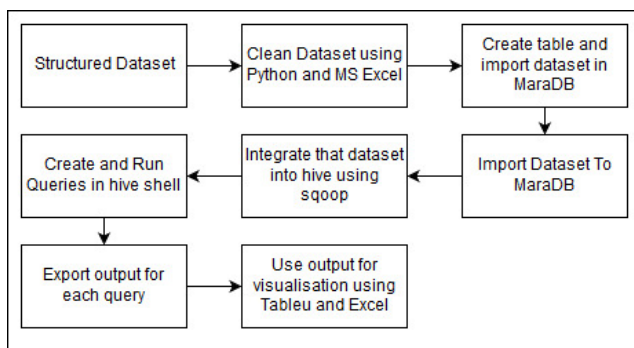 Structured Dataset
Clean Dataset using
Python and MS Excel
Create table and
import dataset in
MaraDB
Import Dataset To
MaraDB
Integrate that dataset
into hive using
sqoop
Create and Run
Queries in hive shell
Export output for
each query
Use output for
visualisation using
Tableu and Excel